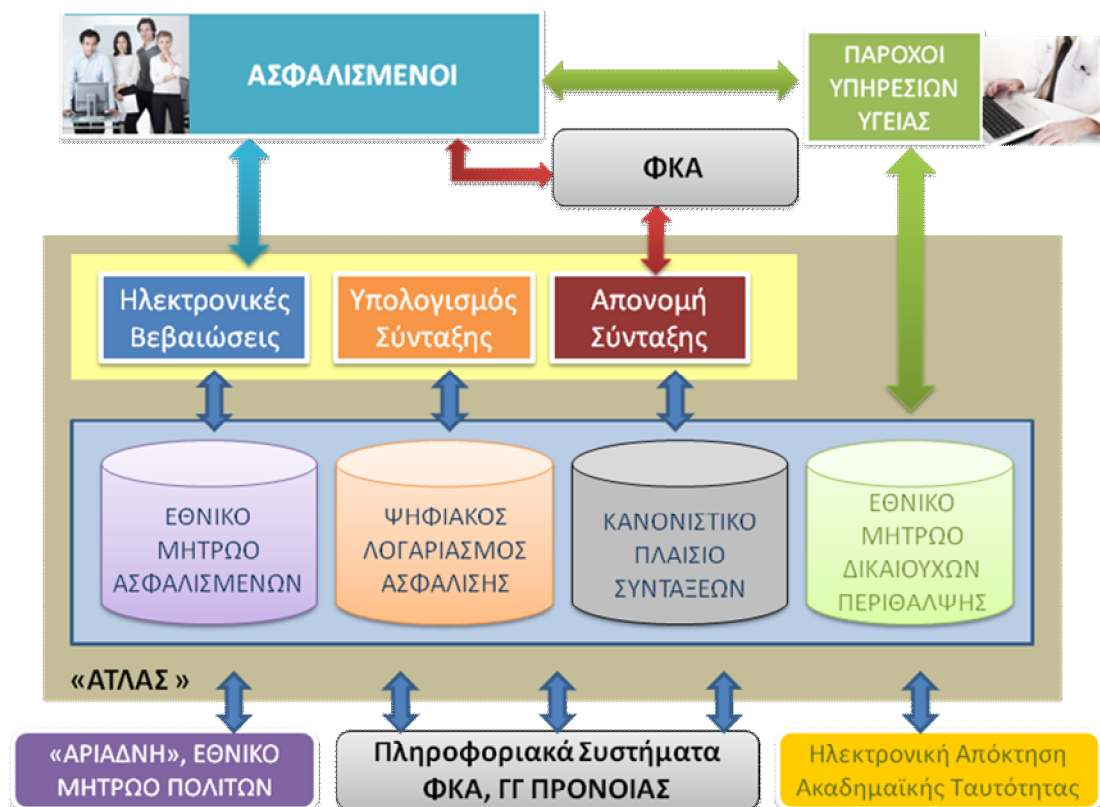 ΑΣΦΑΛΙΣΜΕΝΟΙ
ΠΑΡΟΧΟΙ
ΥΠΗΡΕΣΙΩΝ
ΥΓΕΙΑΣ
ΦΚΑ
Ηλεκτρονικές
Βεβαιώσεις
Υπολογισμός
Σύνταξης
Απονομή
Σύνταξης
ΕΘΝΙΚΟ
ΜΗΤΡΩΟ
ΑΣΦΑΛΙΣΜΕΝΩΝ
ΨΗΦΙΑΚΟΣ
ΛΟΓΑΡΙΑΣΜΟΣ
ΑΣΦΑΛΙΣΗΣ
ΚΑΝΟΝΙΣΤΙΚΟ
ΠΛΑΙΣΙΟ
ΣΥΝΤΑΞΕΩΝ
ΕΘΝΙΚΟ
ΜΗΤΡΩΟ
ΔΙΚΑΙΟΥΧΩΝ
ΠΕΡΙΘΑΛΨΗΣ
«ΑΤΛΑΣ »
«ΑΡΙΑΔΝΗ», ΕΘΝΙΚΟ
ΜΗΤΡΩΟ ΠΟΛΙΤΩΝ
Πληροφοριακά Συστήματα
ΦΚΑ, ΓΓ ΠΡΟΝΟΙΑΣ
Ηλεκτρονική Απόκτηση
Ακαδημαϊκής Ταυτότητας